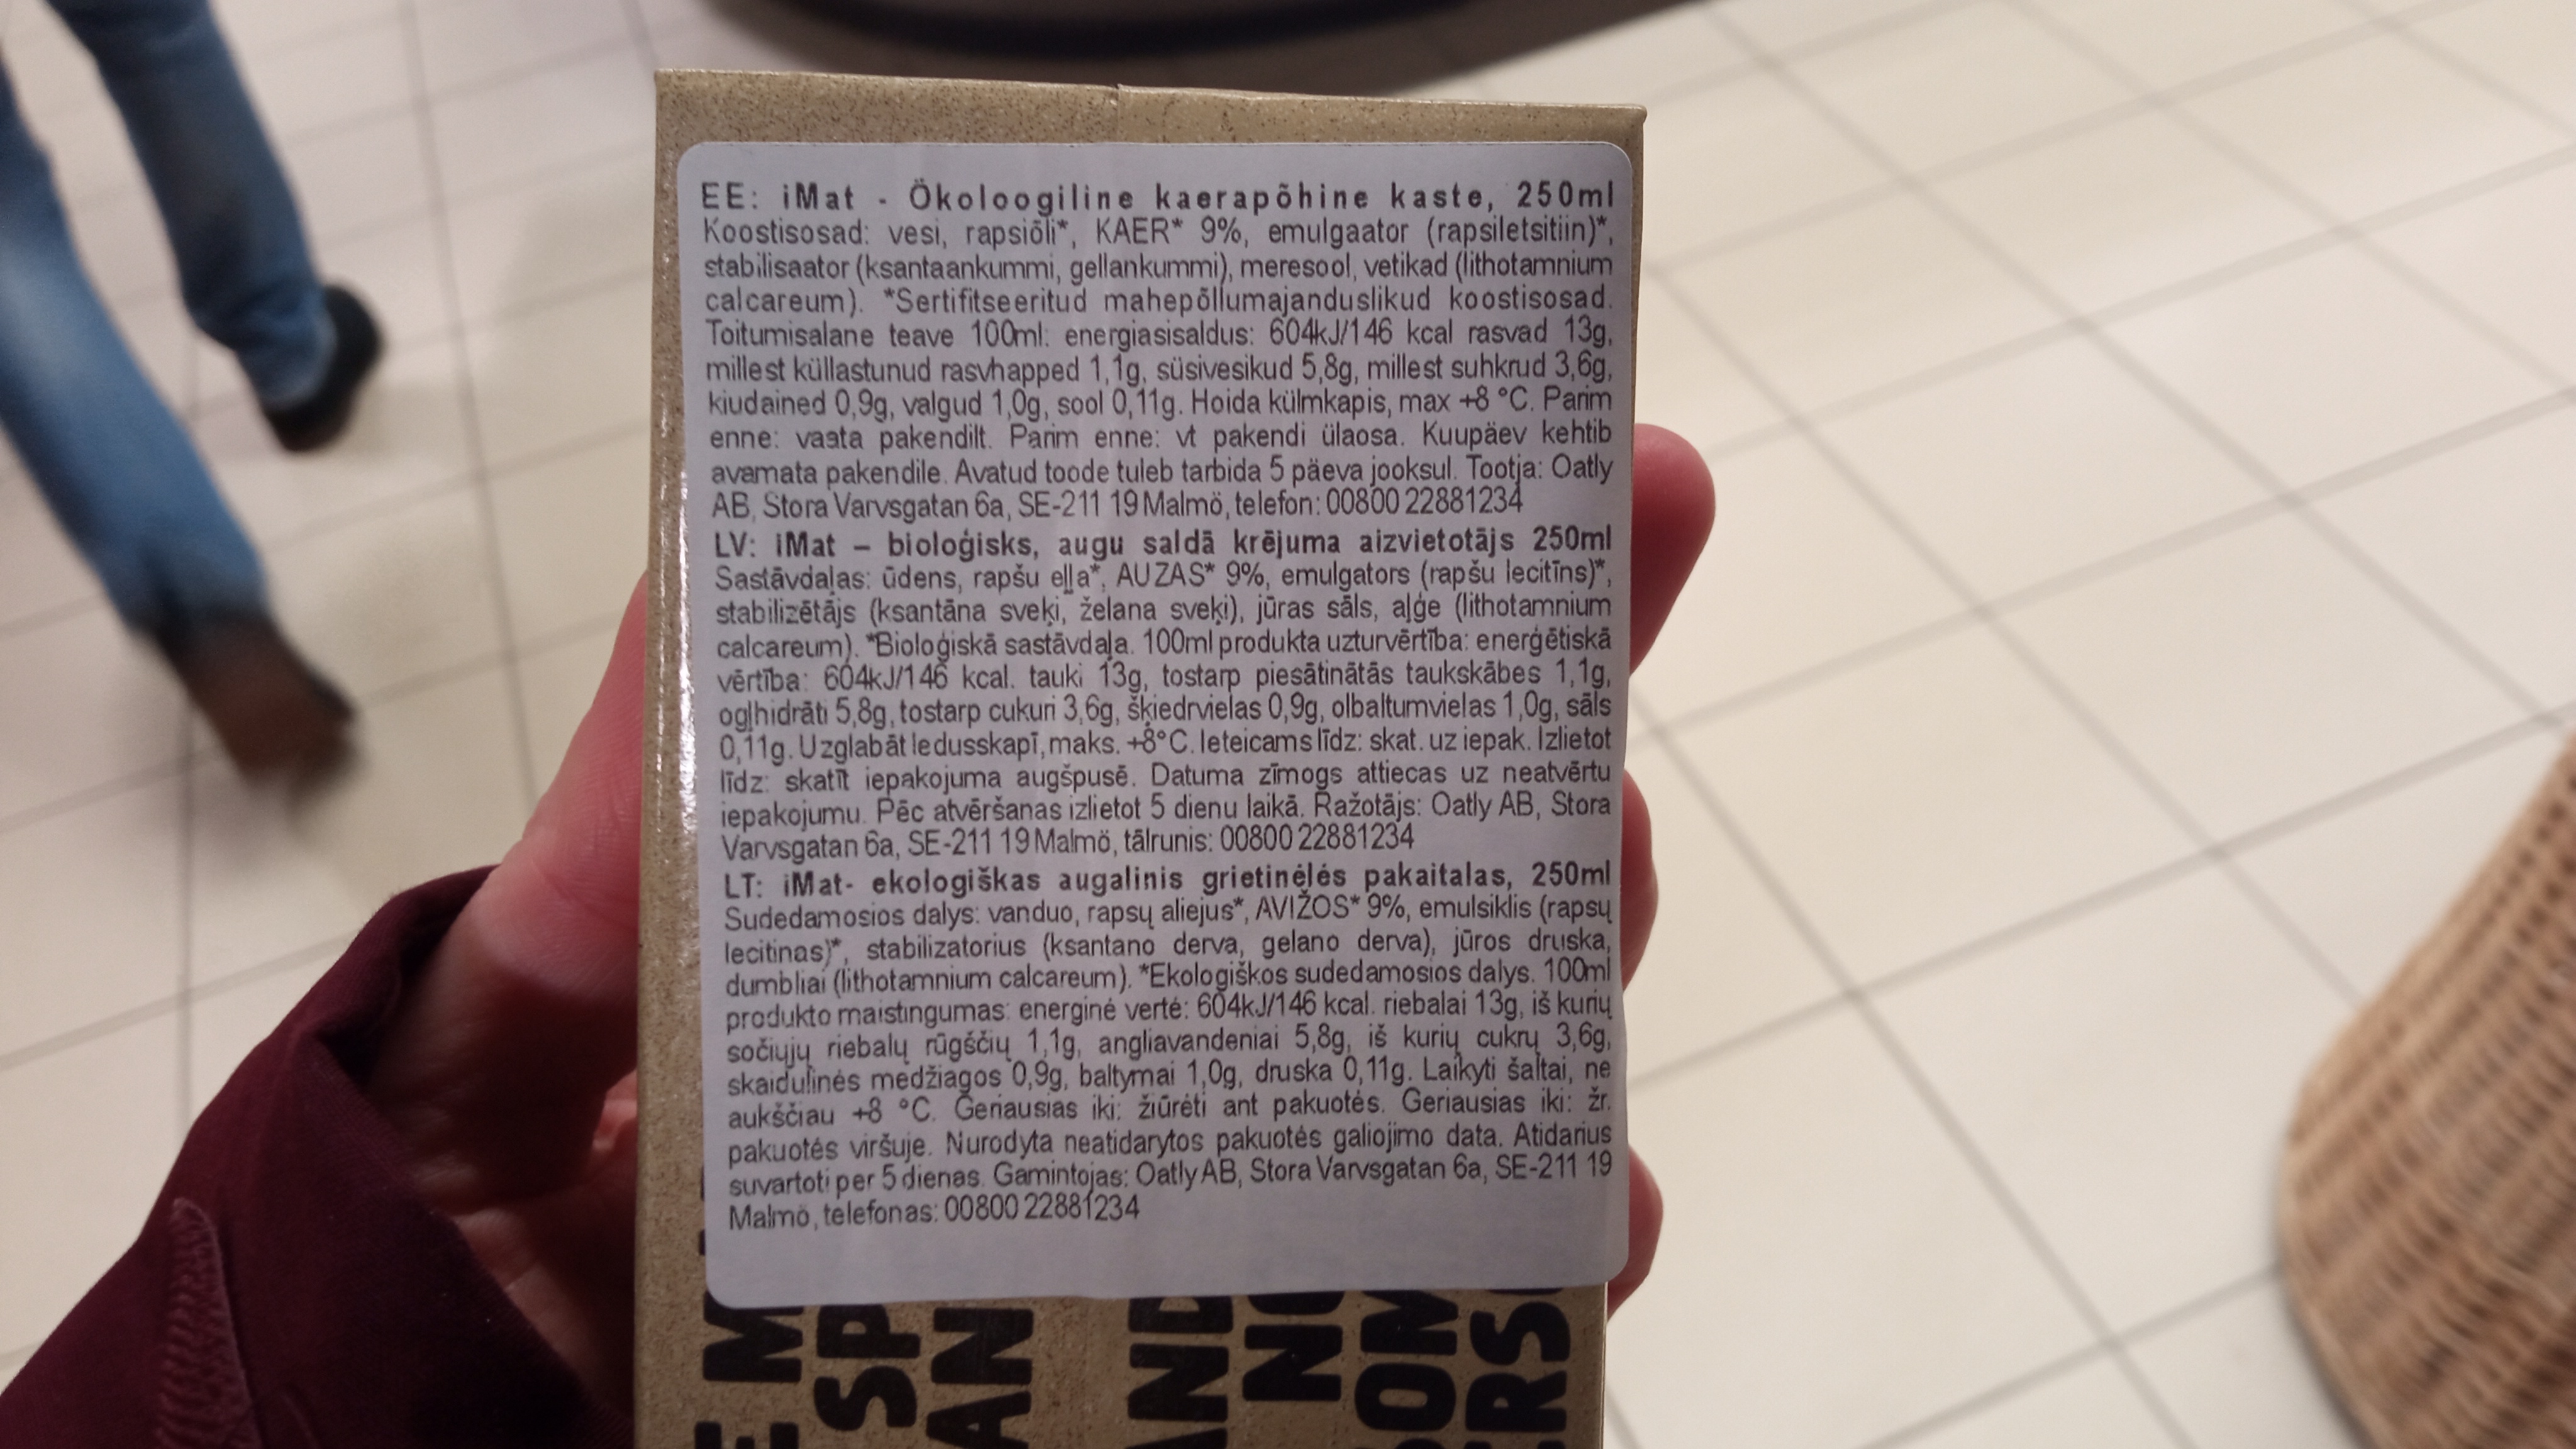 EE: iMat - Ökoloogiline kaerapõhine kaste, 250ml
Koostisosad: vesi, rapsiõli*, KAER* 9%, emulgaator (rapsiletsitiin)*,
stabilisaator (ksantaankummi, gellankummi), meresool, vetikad (lithotamnium
calcareum). *Sertifitseeritud mahepõllumajanduslikud koostisosad.
Toitumisalane teave 100ml: energiasisaldus: 604kJ/146 kcal rasvad 13g,
millest küllastunud rasvhapped 1,1g, süsivesikud 5,8g, millest suhkrud 3,6g,
kiudained 0,9g, valgud 1,0g, sool 0,11g. Hoida külmkapis, max +8 °C. Parim
enne: vaata pakendilt. Parim enne: vt pakendi ülaosa. Kuupäev kehtib
avamata pakendile. Avatud toode tuleb tarbida 5 päeva jooksul. Tootja: Oatly
AB, Stora Varvsgatan 6a, SE-211 19 Malmö, telefon: 00800 22881234
LV: iMat – bioloģisks, augu saldā krējuma aizvietotājs 250ml
Sastāvdaļas: ūdens, rapšu eļļa*, AUZAS* 9%, emulgators (rapšu lecitīns)*,
stabilizētājs (ksantāna sveķi, želana sveķi), jūras sāls, aļģe (lithotamnium
calcareum). *Bioloģiskā sastāvdaļa. 100ml produkta uzturvērtība: enerģētiskā
vērtība: 604kJ/146 kcal. tauki 13g, tostarp piesātinātās taukskābes 1,1g,
ogļhidrāti 5,8g, tostarp cukuri 3,6g, šķiedrvielas 0,9g, olbaltumvielas 1,0g, sāls
0,11g. Uzglabāt ledusskapī, maks. +8°C. Ieteicams līdz: skat. uz iepak. Izlietot
līdz: skatīt iepakojuma augšpusē. Datuma zīmogs attiecas uz neatvērtu
iepakojumu. Pēc atvēršanas izlietot 5 dienu laikā. Ražotājs: Oatly AB, Stora
Varvsgatan 6a, SE-211 19 Malmö, tālrunis: 00800 22881234
LT: iMat- ekologiškas augalinis grietinėlės pakaitalas, 250ml
Sudedamosios dalys: vanduo, rapsų aliejus*, AVIŽOS* 9%, emulsiklis (rapsų
lecitinas)*, stabilizatorius (ksantano derva, gelano derva), jūros druska,
dumbliai (lithotamnium calcareum). *Ekologiškos sudedamosios dalys. 100ml
produkto maistingumas: energinė vertė: 604kJ/146 kcal. riebalai 13g, iš kurių
sočiųjų riebalų rūgščių 1,1g, angliavandeniai 5,8g, iš kurių cukrų 3,6g,
skaidulinės medžiagos 0,9g, baltymai 1,0g, druska 0,11g. Laikyti šaltai, ne
aukščiau +8 °C. Geriausias iki: žiūrėti ant pakuotės. Geriausias iki: žr.
pakuotės viršuje. Nurodyta neatidarytos pakuotės galiojimo data. Atidarius
suvartoti per 5 dienas. Gamintojas: Oatly AB, Stora Varvsgatan 6a, SE-211 19
Malmö, telefonas: 00800 22881234